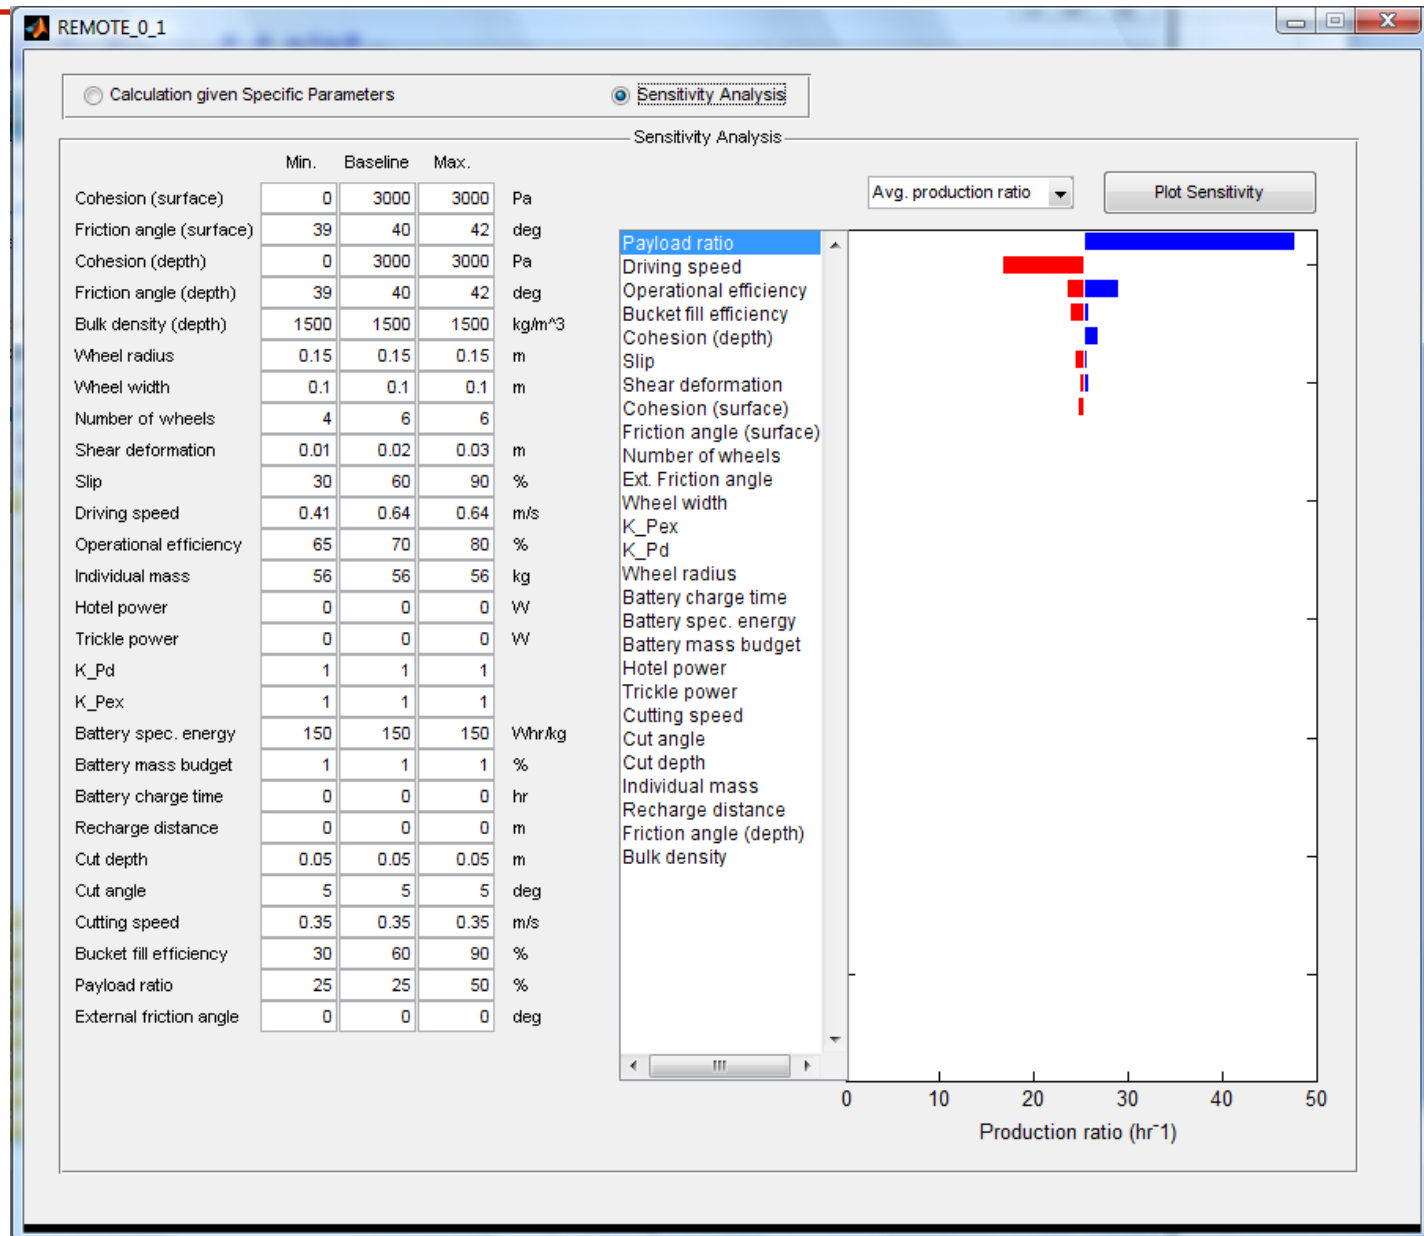 REMOTE_0_1
Calculation given Specific Parameters Sensitivity Analysis
Sensitivity Analysis
Min. Baseline Max.
Cohesion (surface) 0 3000 3000 Pa
Friction angle (surface) 39 40 42 deg
Cohesion (depth) 0 3000 3000 Pa
Friction angle (depth) 39 40 42 deg
Bulk density (depth) 1500 1500 1500 kg/m^3
Wheel radius 0.15 0.15 0.15 m
Wheel width 0.1 0.1 0.1 m
Number of wheels 4 6 6
Shear deformation 0.01 0.02 0.03 m
Slip 30 60 90 %
Driving speed 0.41 0.64 0.64 m/s
Operational efficiency 65 70 80 %
Individual mass 56 56 56 kg
Hotel power 0 0 0 W
Trickle power 0 0 0 W
K_Pd 1 1 1
K_Pex 1 1 1
Battery spec. energy 150 150 150 Whr/kg
Battery mass budget 1 1 1 %
Battery charge time 0 0 0 hr
Recharge distance 0 0 0 m
Cut depth 0.05 0.05 0.05 m
Cut angle 5 5 5 deg
Cutting speed 0.35 0.35 0.35 m/s
Bucket fill efficiency 30 60 90 %
Payload ratio 25 25 50 %
External friction angle 0 0 0 deg
Avg. production ratio Plot Sensitivity
Payload ratio
Driving speed
Operational efficiency
Bucket fill efficiency
Cohesion (depth)
Slip
Shear deformation
Cohesion (surface)
Friction angle (surface)
Number of wheels
Ext. Friction angle
Wheel width
K_Pex
K_Pd
Wheel radius
Battery charge time
Battery spec. energy
Battery mass budget
Hotel power
Trickle power
Cutting speed
Cut angle
Cut depth
Individual mass
Recharge distance
Friction angle (depth)
Bulk density
0 10 20 30 40 50
Production ratio (hr⁻1)